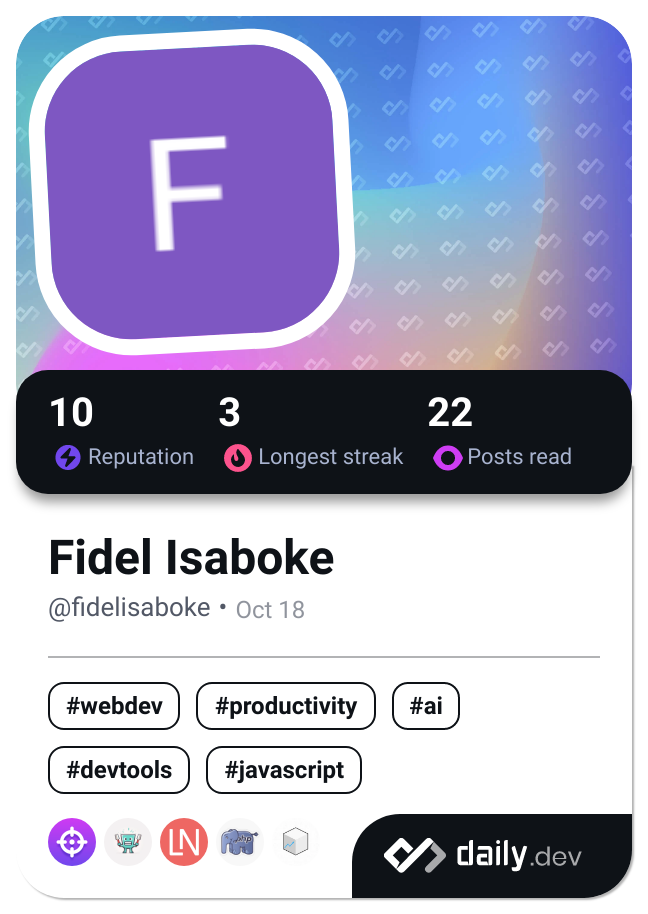 F
10 3 22
Reputation Longest streak Posts read
Fidel Isaboke
@fidelisaboke • Oct 18
#webdev #productivity #ai
#devtools #javascript
LN php
daily.dev